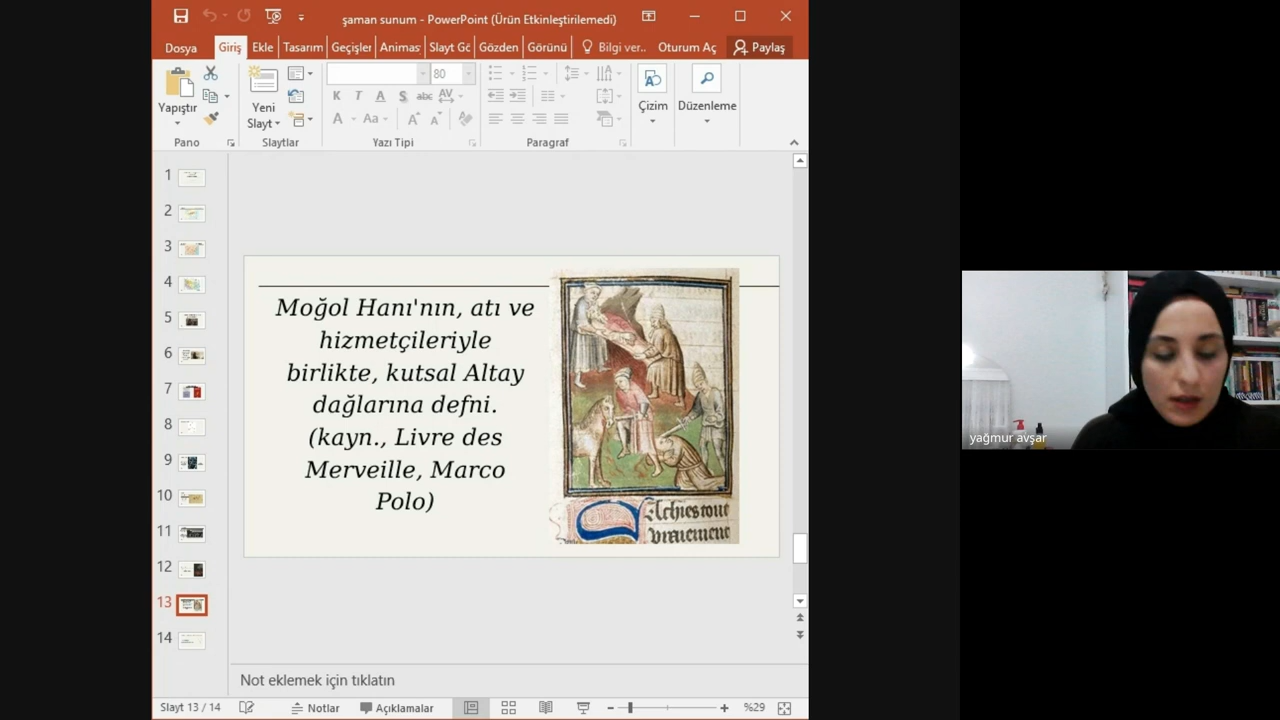 şaman sunum - PowerPoint (Ürün Etkinleştirilemedi)
Dosya Giriş Ekle Tasarım Geçişler Animas Slayt Gö Gözden Görünü Bilgi ver.. Oturum Aç Paylaş
80
Yapıştır Yeni Slayt Çizim Düzenleme
K T A S abc AV
A Aa A A
Pano Slaytlar Yazı Tipi Paragraf
1
2
3
4
5
6
7
8
9
10
11
12
13
14
Moğol Hanı'nın, atı ve
hizmetçileriyle
birlikte, kutsal Altay
dağlarına defni.
(kayn., Livre des
Merveille, Marco
Polo)
yağmur avşar
Not eklemek için tıklatın
Slayt 13 / 14 Notlar Açıklamalar %29